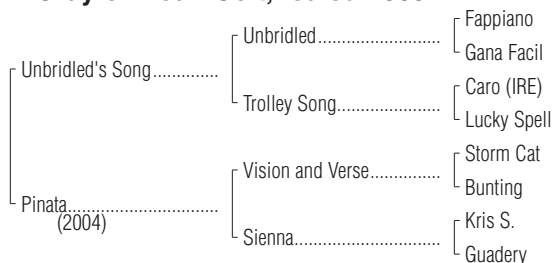 Unbridled's Song..............
Pinata................................
(2004)
Unbridled..........................
Trolley Song......................
Vision and Verse...............
Sienna...............................
Fappiano
Gana Facil
Caro (IRE)
Lucky Spell
Storm Cat
Bunting
Kris S.
Guadery